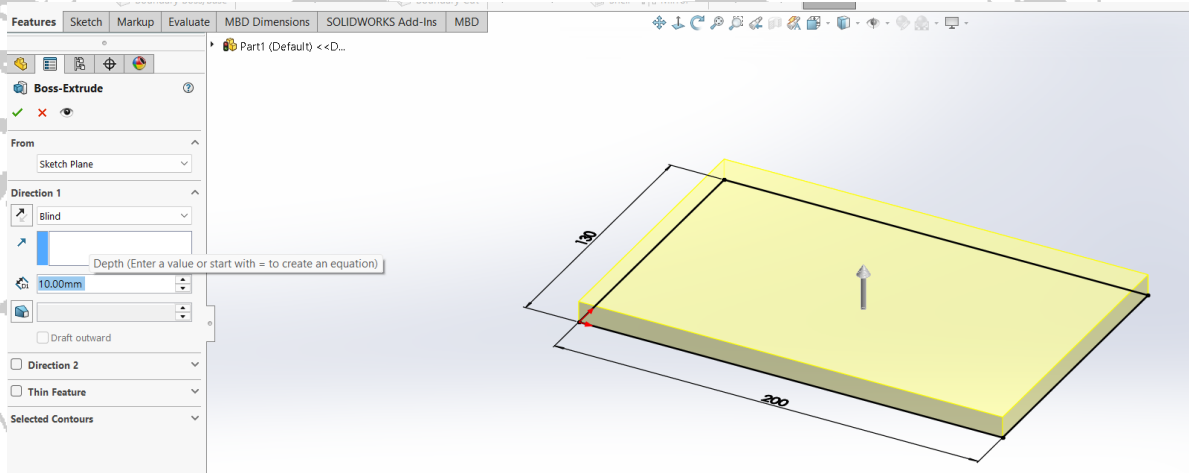 Features Sketch Markup Evaluate MBD Dimensions SOLIDWORKS Add-Ins MBD
Part1 (Default) <<D...
Boss-Extrude
From
Sketch Plane
Direction 1
Blind
Depth (Enter a value or start with = to create an equation)
10.00mm
Draft outward
Direction 2
Thin Feature
Selected Contours
130
200